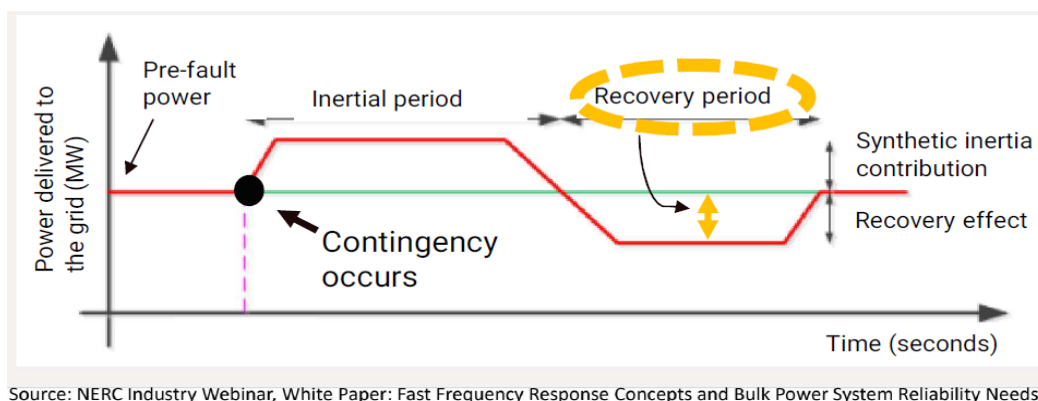 Power delivered to
the grid (MW)
Pre-fault
power
Inertial period
Recovery period
Synthetic inertia
contribution
Recovery effect
Contingency
occurs
Time (seconds)
Source: NERC Industry Webinar, White Paper: Fast Frequency Response Concepts and Bulk Power System Reliability Needs